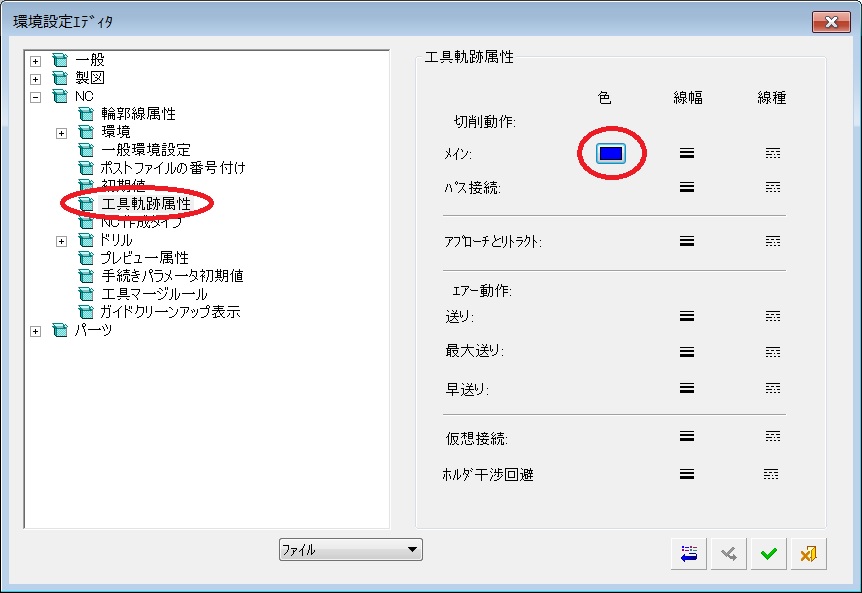 環境設定ｴﾃﾞｨﾀ
一般
製図
NC
輪郭線属性
環境
一般環境設定
ポストファイルの番号付け
初期値
工具軌跡属性
NC作成タイプ
ドリル
プレビュー属性
手続きパラメータ初期値
工具マージルール
ガイドクリーンアップ表示
パーツ
ファイル
工具軌跡属性
色 線幅 線種
切削動作:
ﾒｲﾝ:
ﾊﾟｽ接続:
ｱﾌﾟﾛｰﾁとﾘﾄﾗｸﾄ:
ｴｱｰ動作:
送り:
最大送り:
早送り:
仮想接続:
ﾎﾙﾀﾞ干渉回避